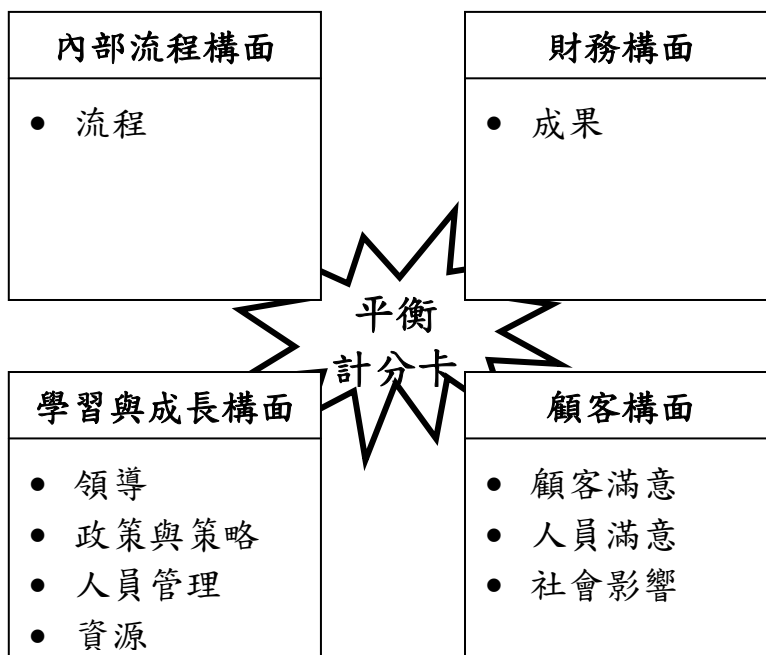 內部流程構面
• 流程
財務構面
• 成果
平衡
計分卡
學習與成長構面
• 領導
• 政策與策略
• 人員管理
• 資源
顧客構面
• 顧客滿意
• 人員滿意
• 社會影響